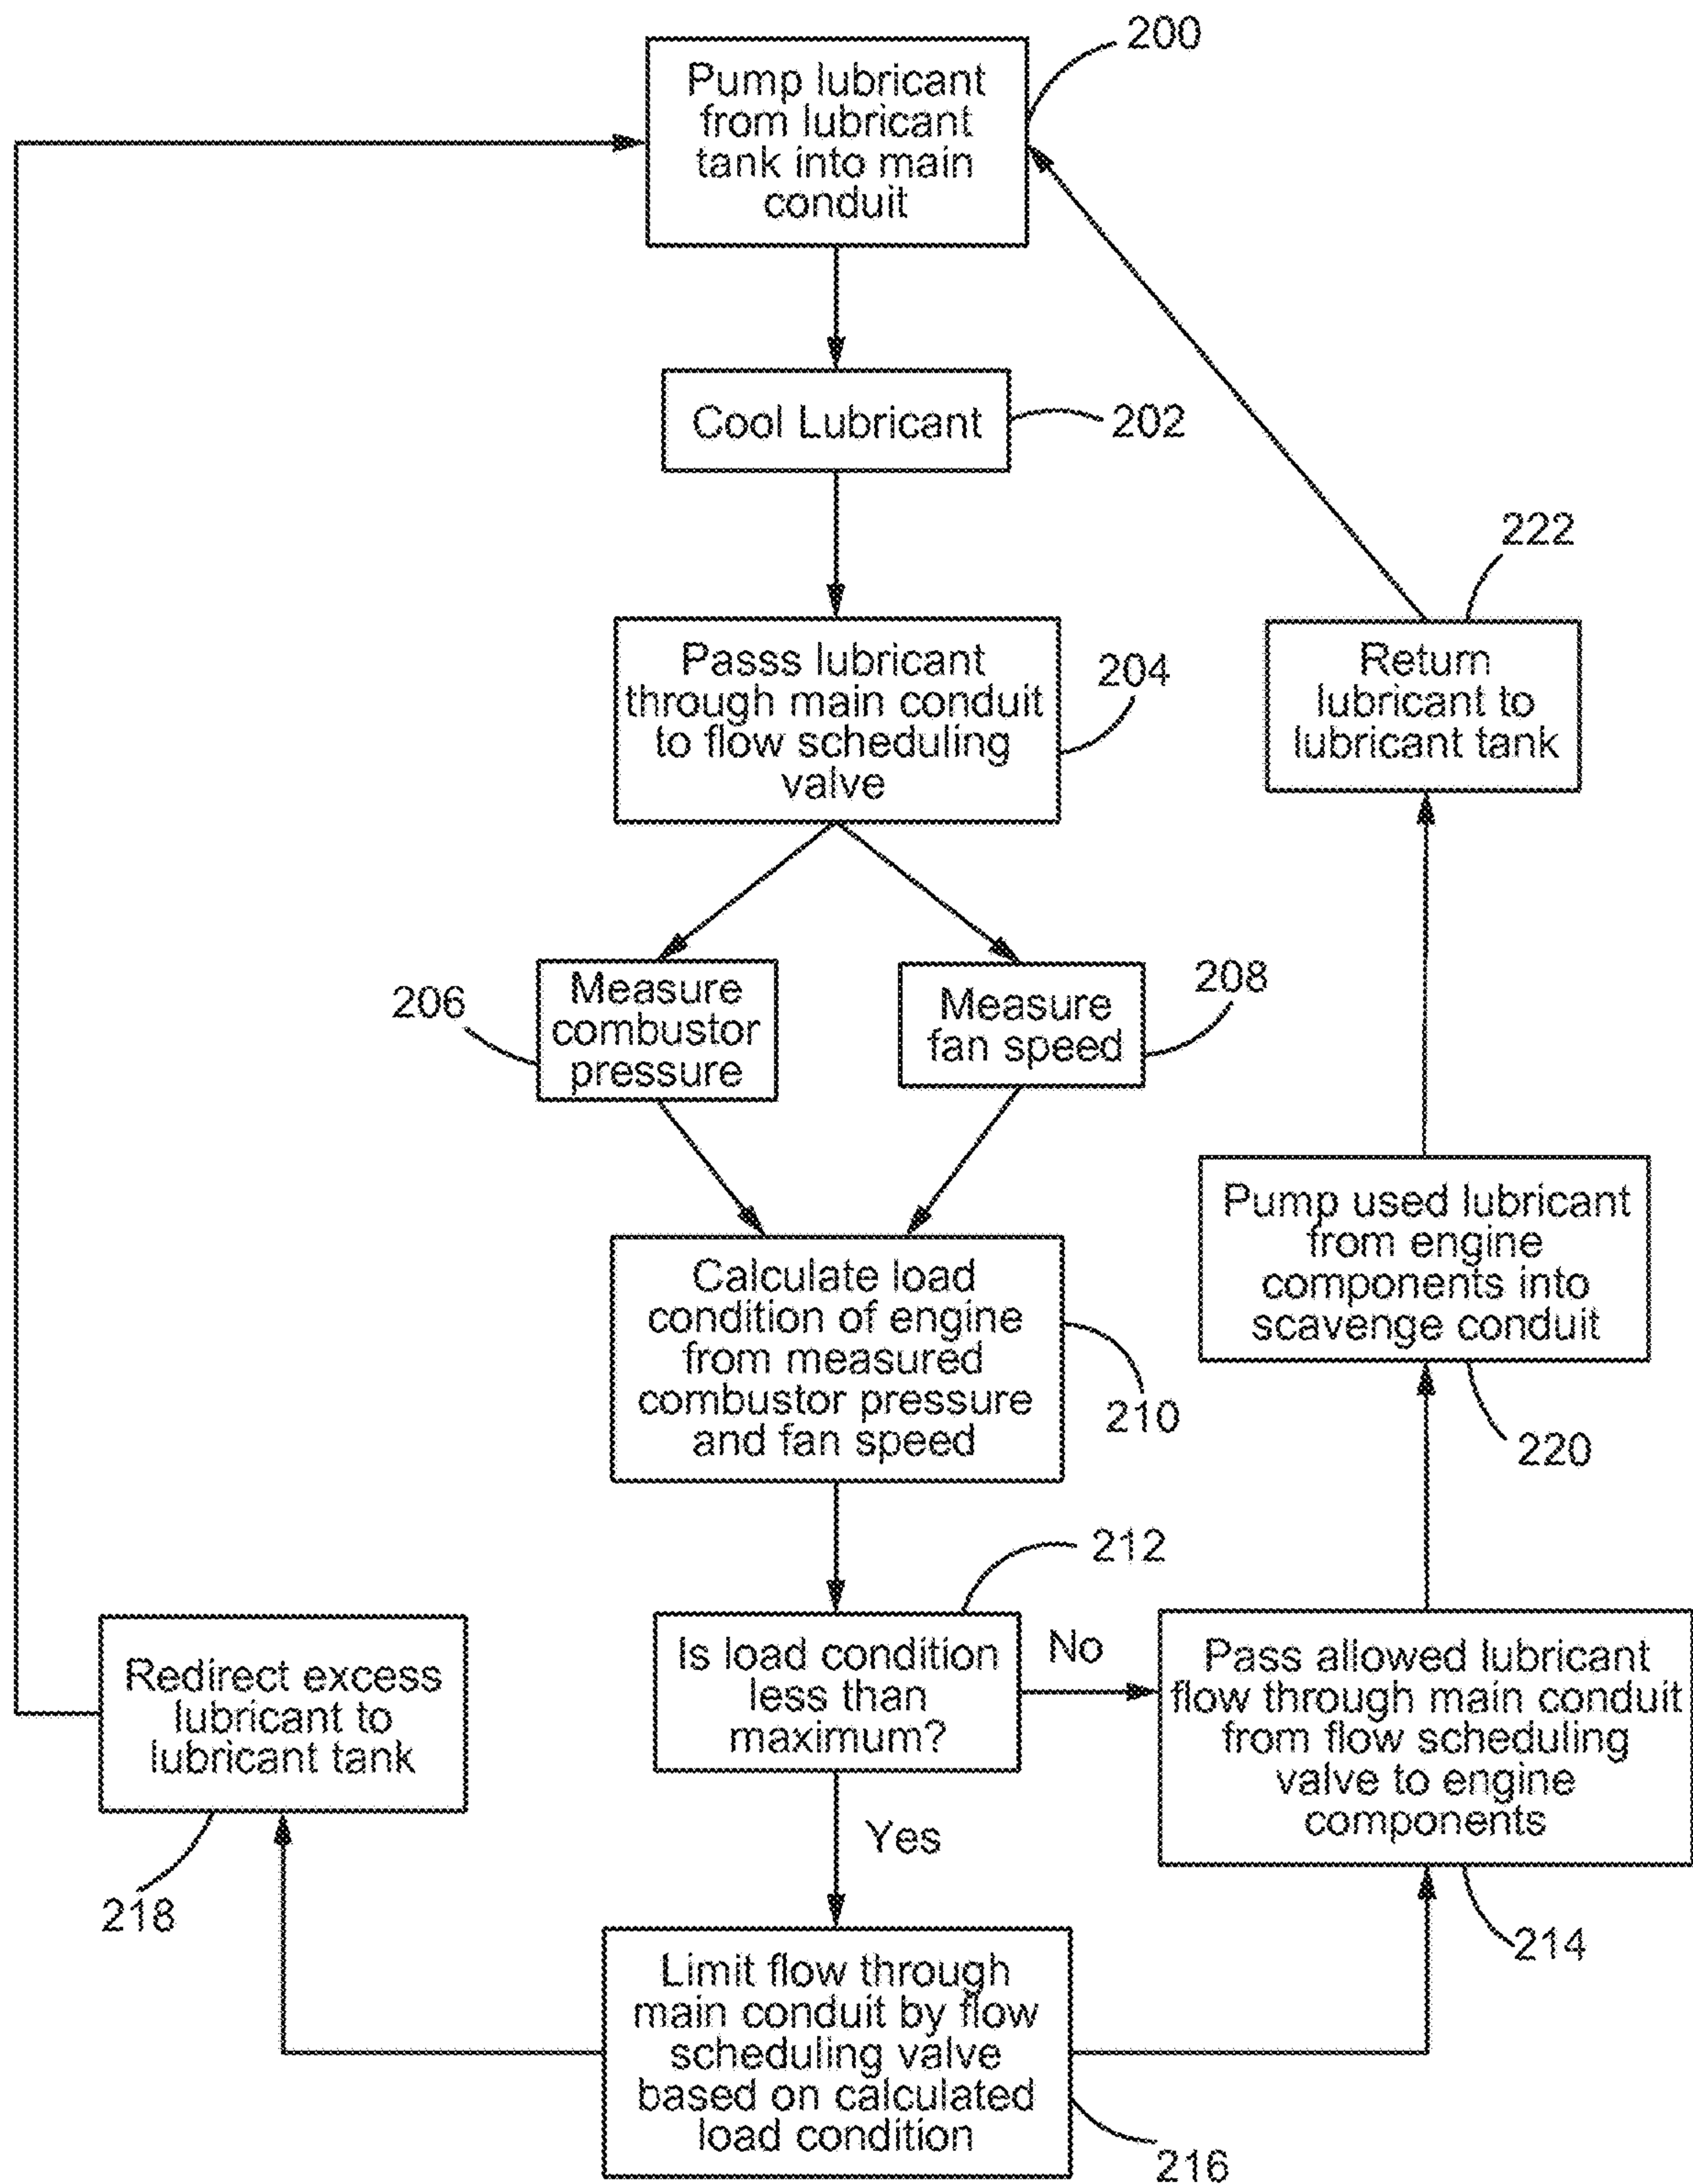 200
Pump lubricant
from lubricant
tank into main
conduit
Cool Lubricant
202
222
Passs lubricant
through main conduit
to flow scheduling
valve
204
Return
lubricant to
lubricant tank
206
Measure
combustor
pressure
Measure
fan speed
208
Pump used lubricant
from engine
components into
scavenge conduit
220
Calculate load
condition of engine
from measured
combustor pressure
and fan speed
210
212
Redirect excess
lubricant to
lubricant tank
218
Is load condition
less than
maximum?
No
Yes
Pass allowed lubricant
flow through main conduit
from flow scheduling
valve to engine
components
214
Limit flow through
main conduit by flow
scheduling valve
based on calculated
load condition
216